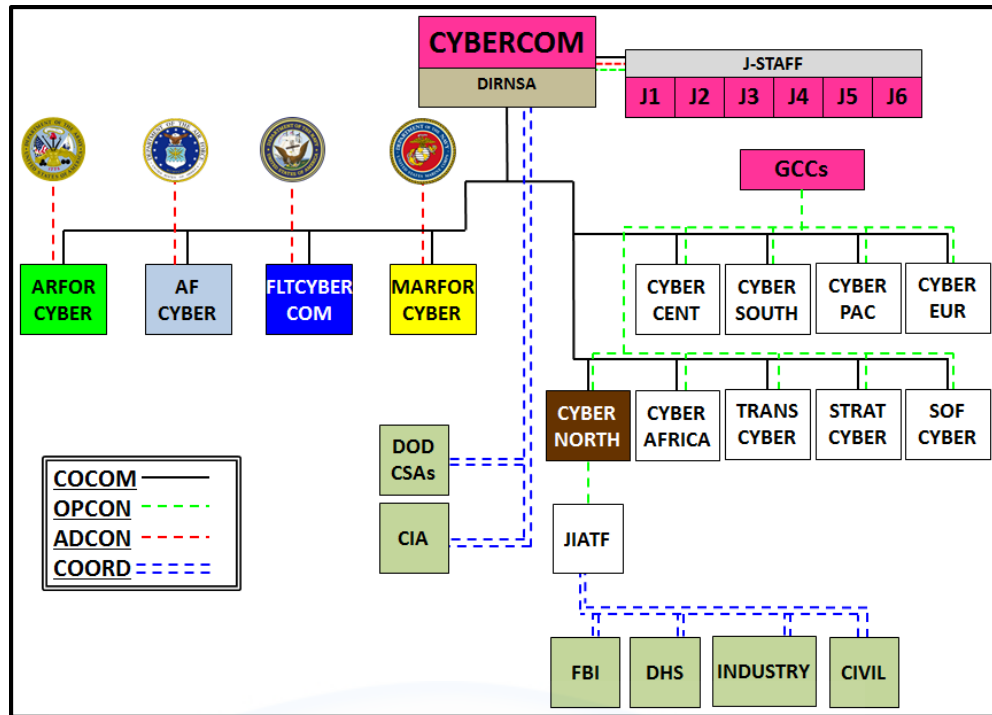 CYBERCOM
DIRNSA
J-STAFF
J1 J2 J3 J4 J5 J6
GCCs
ARFOR
CYBER
AF
CYBER
FLTCYBER
COM
MARFOR
CYBER
CYBER
CENT
CYBER
SOUTH
CYBER
PAC
CYBER
EUR
CYBER
NORTH
CYBER
AFRICA
TRANS
CYBER
STRAT
CYBER
SOF
CYBER
DOD
CSAs
CIA
JIATF
COCOM
OPCON
ADCON
COORD
FBI
DHS
INDUSTRY
CIVIL